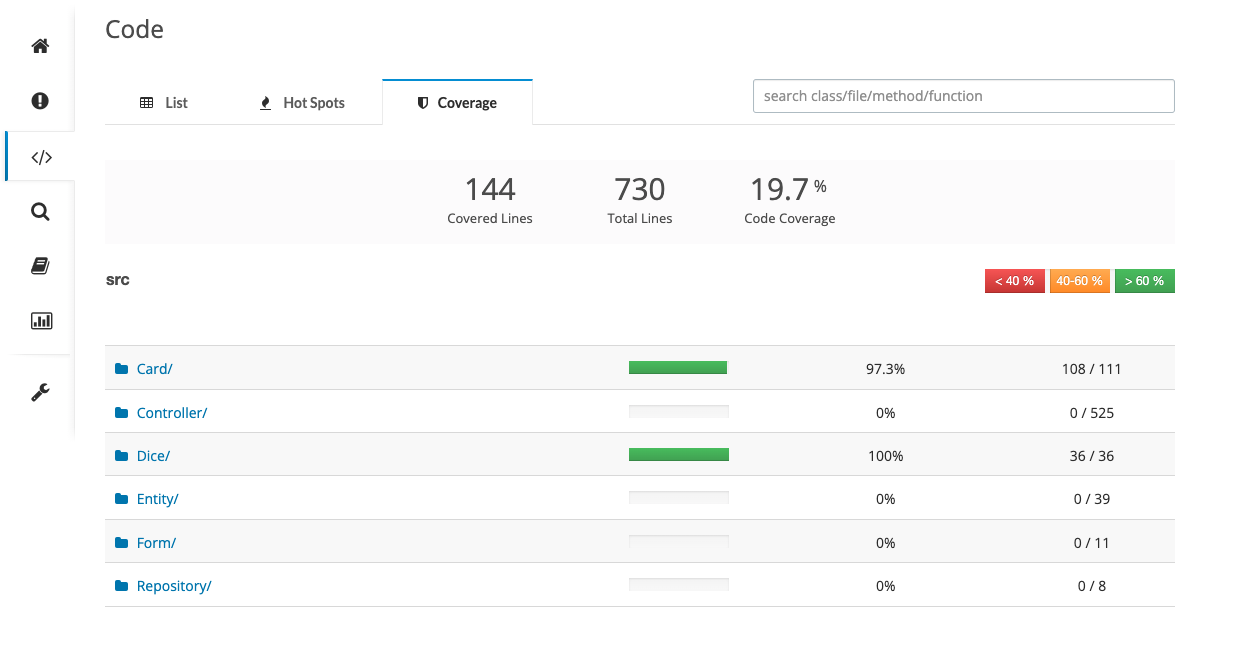 Code
List Hot Spots Coverage search class/file/method/function
144 730 19.7 %
Covered Lines Total Lines Code Coverage
src < 40 % 40-60 % > 60 %
Card/ 97.3% 108 / 111
Controller/ 0% 0 / 525
Dice/ 100% 36 / 36
Entity/ 0% 0 / 39
Form/ 0% 0 / 11
Repository/ 0% 0 / 8